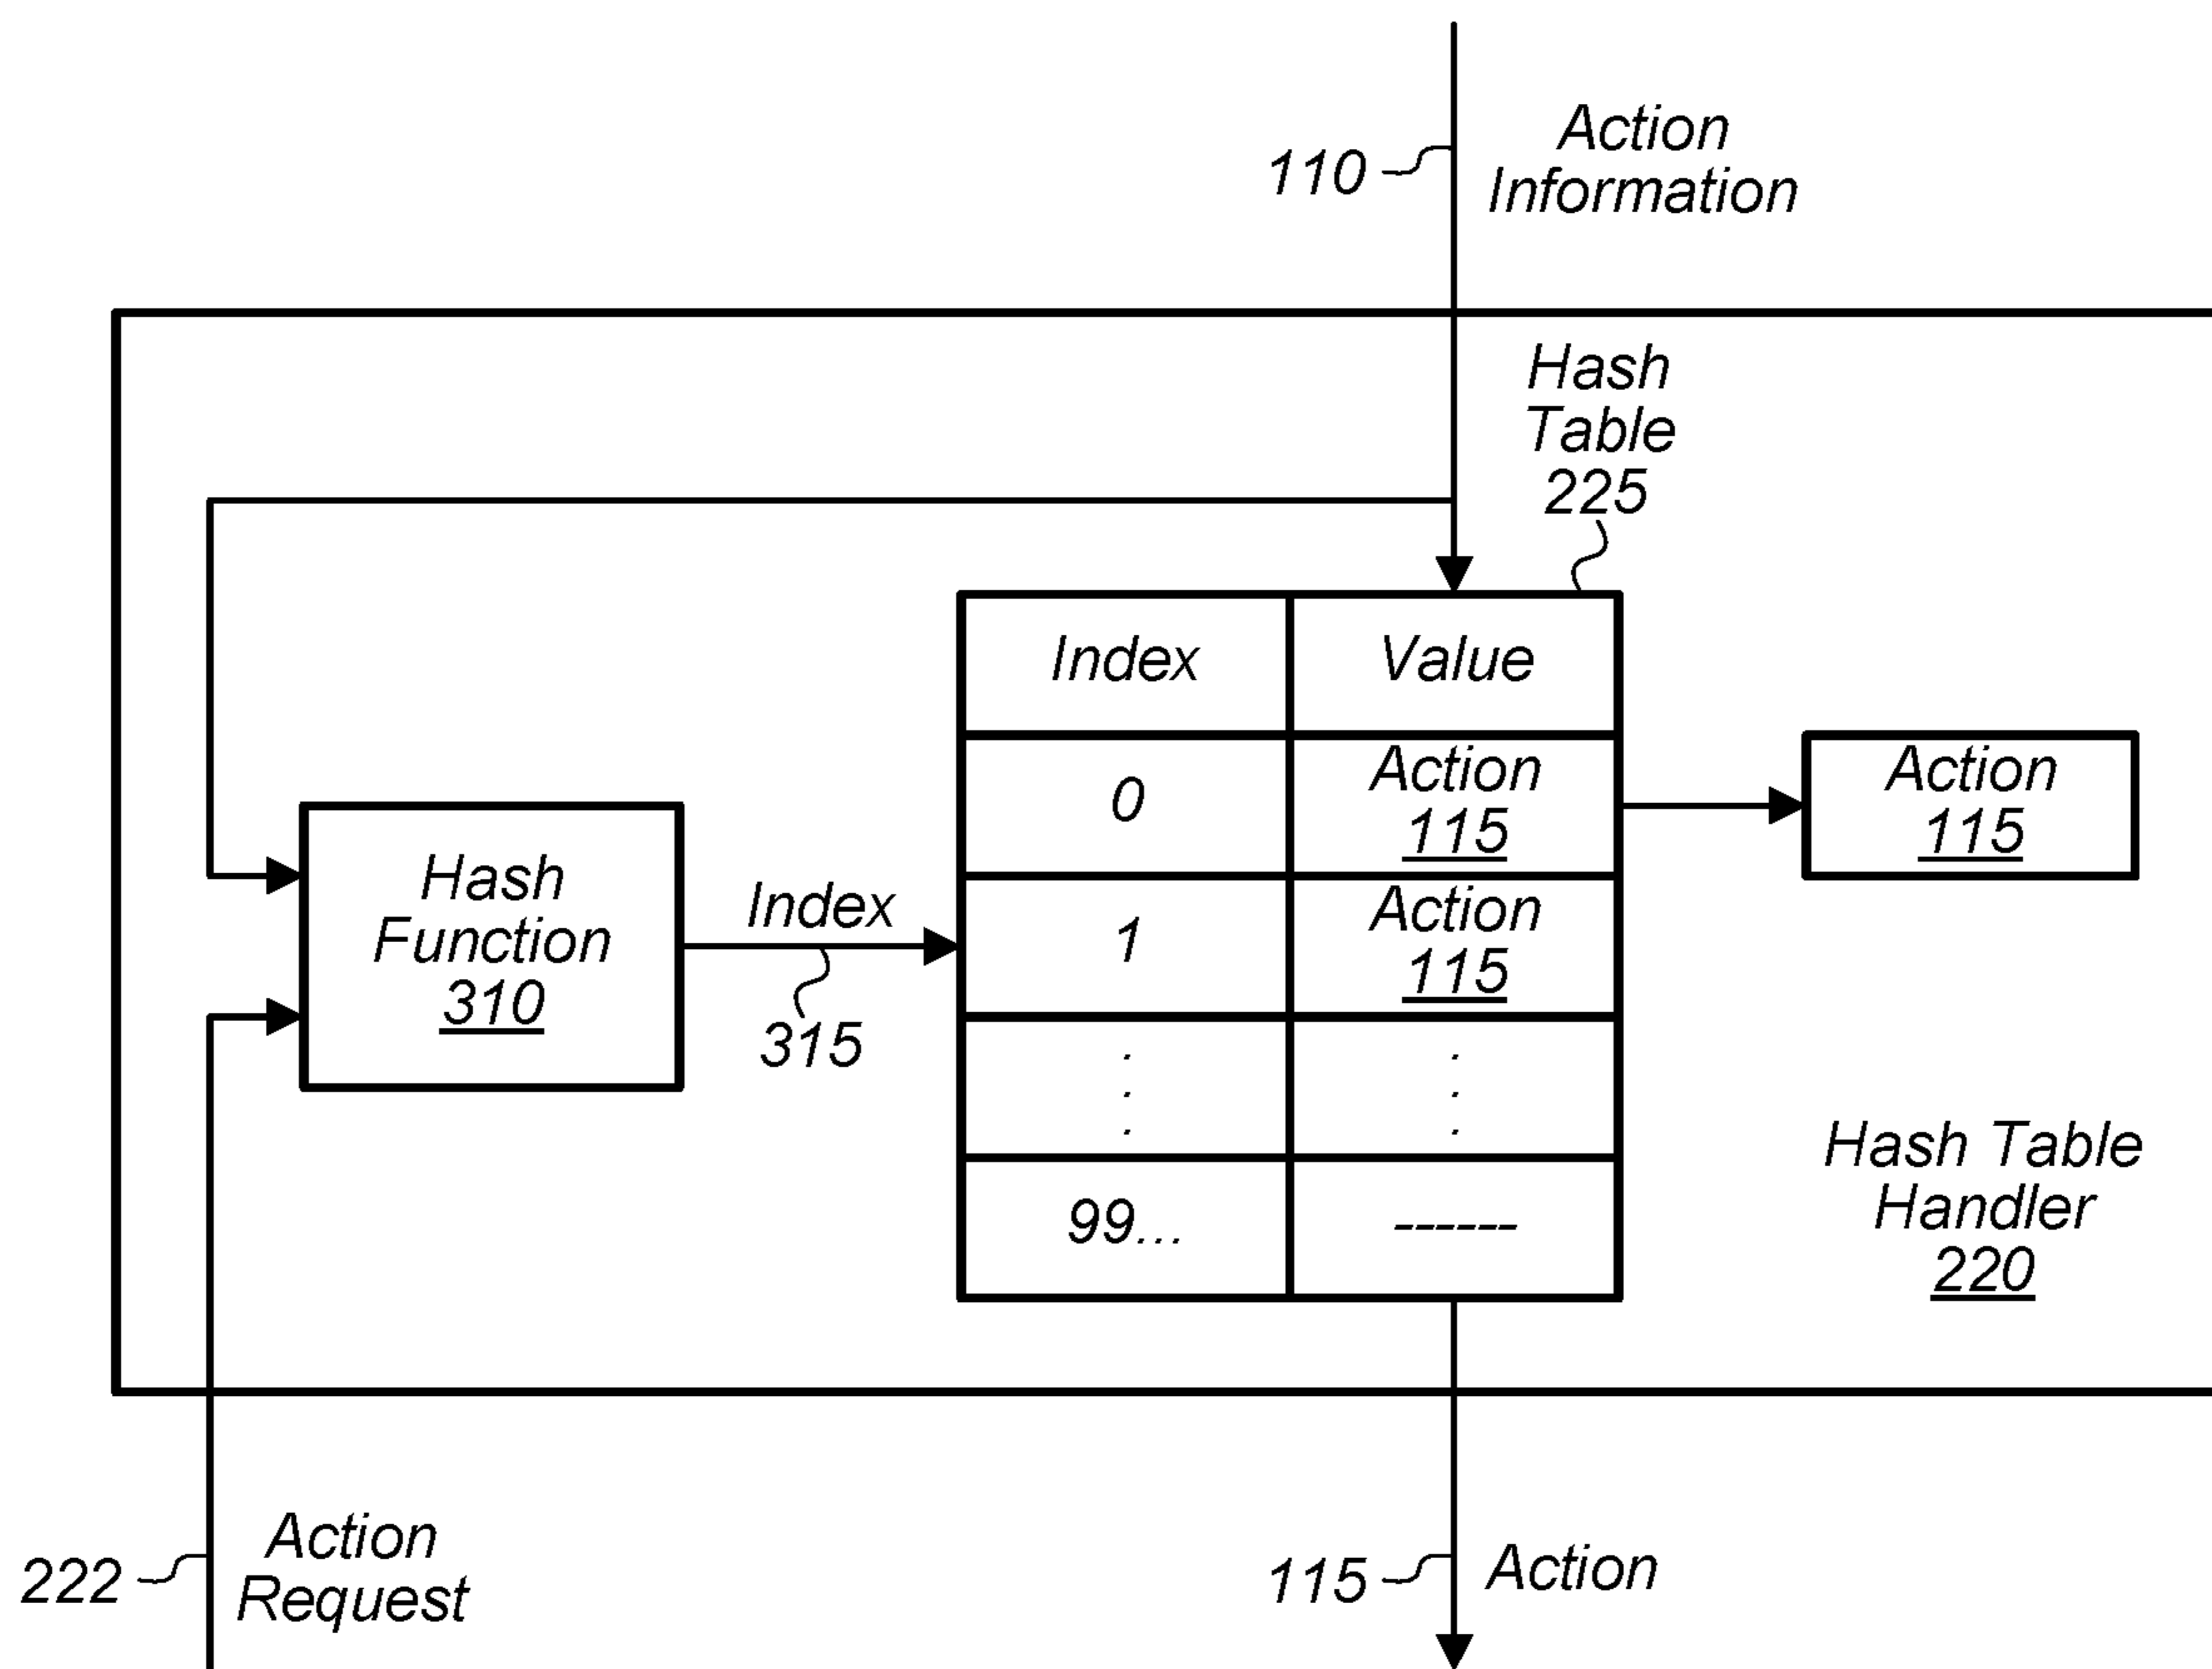 110
Action
Information
Hash
Table
225
Index
Value
0
Action
115
Action
115
1
Action
115
Hash
Function
310
Index
315
:
.
:
.
99...
------
Hash Table
Handler
220
222
Action
Request
115
Action